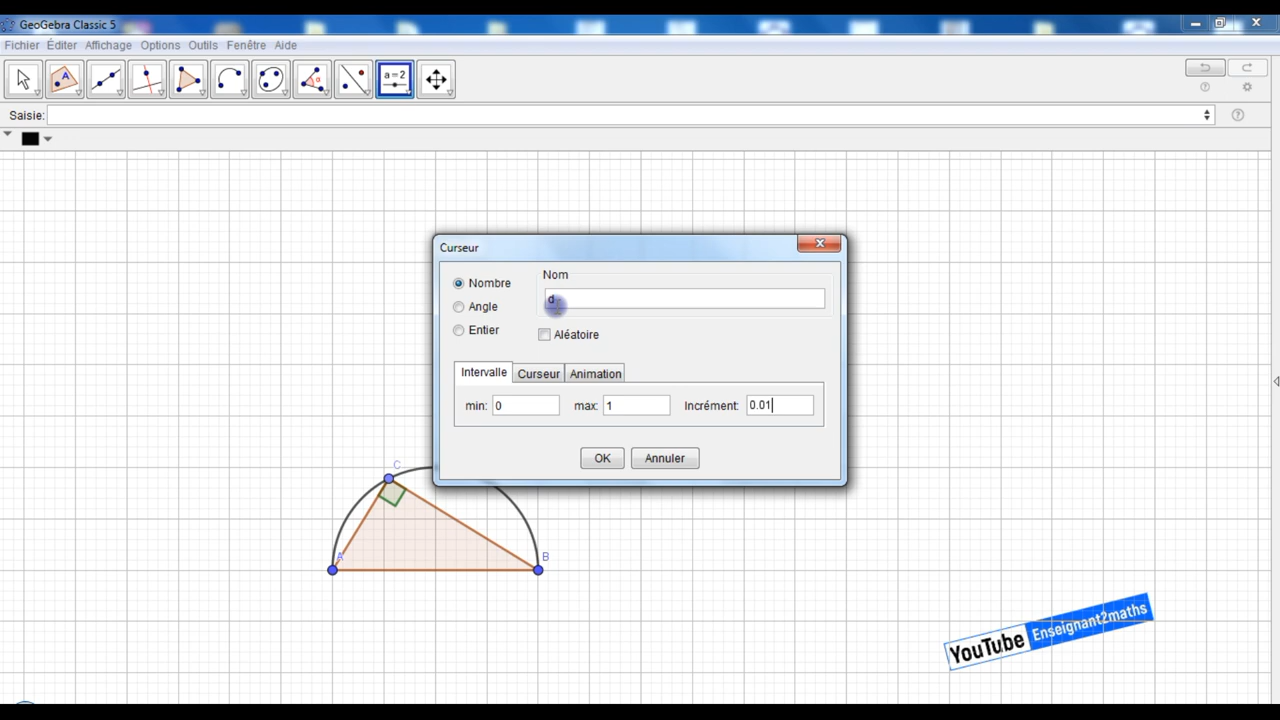 GeoGebra Classic 5
Fichier Éditer Affichage Options Outils Fenêtre Aide
A
α
a=2
Saisie:
Curseur
Nombre
Nom
d
Angle
Entier
Aléatoire
Intervalle Curseur Animation
min: 0 max: 1 Incrément: 0.01
OK Annuler
C
A
B
YouTube Enseignant2maths